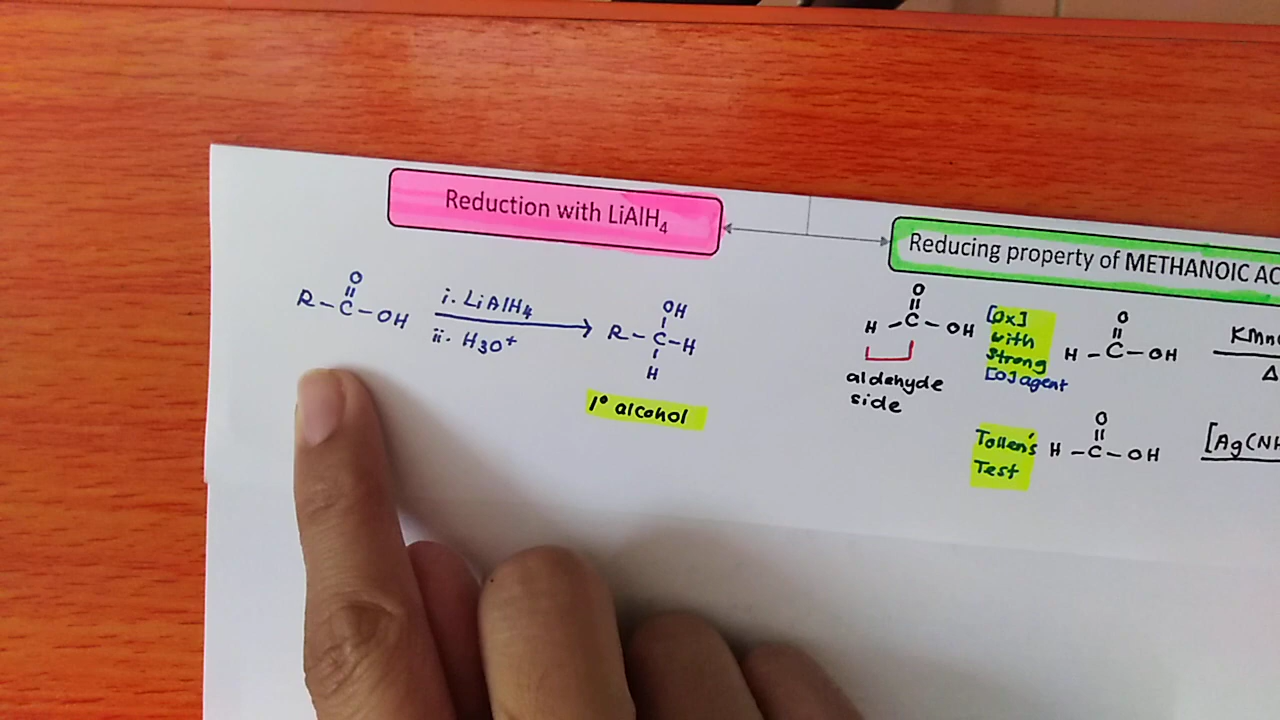 Reduction with LiAlH₄
O
||
R–C–OH
i. LiAlH4
ii. H3O⁺
OH
R–C–H
H
1° alcohol
Reducing property of METHANOIC AC
O
||
H–C–OH
aldehyde
side
[Ox]
with
strong
[O] agent
O
||
H–C–OH
KMn
Δ
Tollen's
Test
O
||
H–C–OH
[Ag(NH